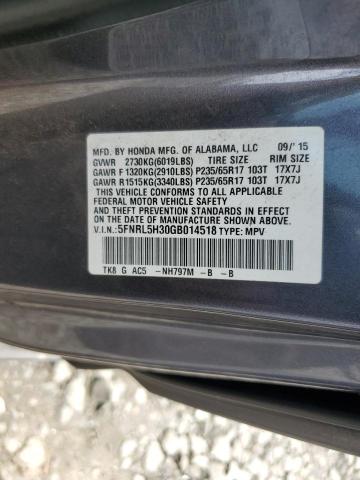 MFD. BY HONDA MFG. OF ALABAMA, LLC 09/'15
GVWR 2730KG(6019LBS) TIRE SIZE RIM SIZE
GAWR F1320KG(2910LBS) P235/65R17 103T 17X7J
GAWR R1515KG(3340LBS) P235/65R17 103T 17X7J
THIS VEHICLE CONFORMS TO ALL APPLICABLE
FEDERAL MOTOR VEHICLE SAFETY AND
THEFT PREVENTION STANDARDS IN EFFECT ON THE
DATE OF MANUFACTURE SHOWN ABOVE.
V.I.N.:5FNRL5H30GB014518 TYPE: MPV
TK8 G AC5 -NH797M -B -B